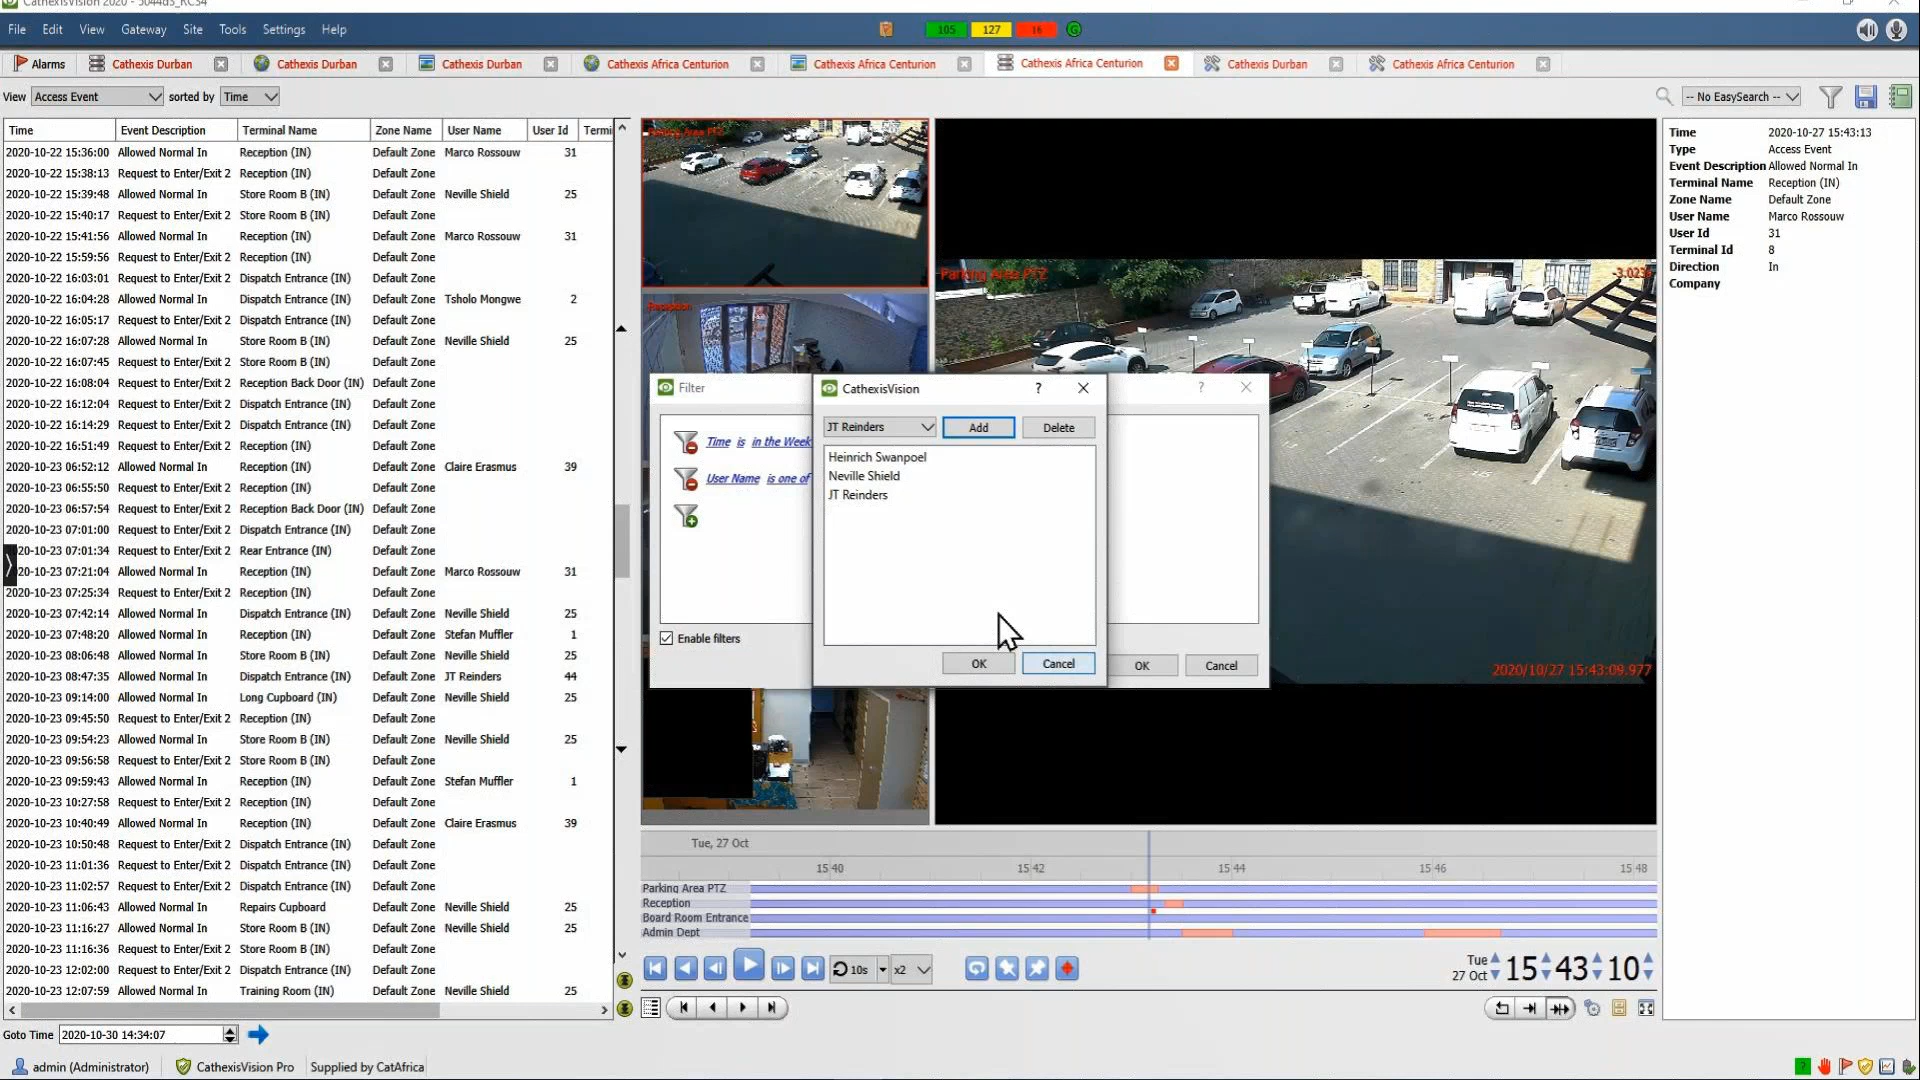 CathexisVision 2020 - 5044d3_RC34
File Edit View Gateway Site Tools Settings Help
105 127 16 G
Alarms Cathexis Durban Cathexis Durban Cathexis Durban Cathexis Africa Centurion Cathexis Africa Centurion Cathexis Africa Centurion Cathexis Durban Cathexis Africa Centurion
View Access Event sorted by Time -- No EasySearch --
Time Event Description Terminal Name Zone Name User Name User Id Termi
2020-10-22 15:36:00 Allowed Normal In Reception (IN) Default Zone Marco Rossouw 31
2020-10-22 15:38:13 Request to Enter/Exit 2 Reception (IN) Default Zone
2020-10-22 15:39:48 Allowed Normal In Store Room B (IN) Default Zone Neville Shield 25
2020-10-22 15:40:17 Request to Enter/Exit 2 Store Room B (IN) Default Zone
2020-10-22 15:41:56 Allowed Normal In Reception (IN) Default Zone Marco Rossouw 31
2020-10-22 15:59:56 Request to Enter/Exit 2 Reception (IN) Default Zone
2020-10-22 16:03:01 Allowed Normal In Dispatch Entrance (IN) Default Zone
2020-10-22 16:04:28 Allowed Normal In Dispatch Entrance (IN) Default Zone Tsholo Mongwe 2
2020-10-22 16:05:17 Request to Enter/Exit 2 Dispatch Entrance (IN) Default Zone
2020-10-22 16:07:28 Allowed Normal In Store Room B (IN) Default Zone Neville Shield 25
2020-10-22 16:07:45 Request to Enter/Exit 2 Store Room B (IN) Default Zone
2020-10-22 16:08:04 Request to Enter/Exit 2 Reception Back Door (IN) Default Zone
2020-10-22 16:12:04 Request to Enter/Exit 2 Dispatch Entrance (IN) Default Zone
2020-10-22 16:14:29 Request to Enter/Exit 2 Dispatch Entrance (IN) Default Zone
2020-10-22 16:51:49 Request to Enter/Exit 2 Reception (IN) Default Zone
2020-10-23 06:52:12 Allowed Normal In Reception (IN) Default Zone Claire Erasmus 39
2020-10-23 06:55:50 Request to Enter/Exit 2 Reception (IN) Default Zone
2020-10-23 06:57:54 Request to Enter/Exit 2 Reception Back Door (IN) Default Zone
2020-10-23 07:01:00 Request to Enter/Exit 2 Dispatch Entrance (IN) Default Zone
20-10-23 07:01:34 Request to Enter/Exit 2 Rear Entrance (IN) Default Zone
20-10-23 07:21:04 Allowed Normal In Reception (IN) Default Zone Marco Rossouw 31
2020-10-23 07:25:34 Request to Enter/Exit 2 Reception (IN) Default Zone
2020-10-23 07:42:14 Allowed Normal In Dispatch Entrance (IN) Default Zone Neville Shield 25
2020-10-23 07:48:20 Allowed Normal In Reception (IN) Default Zone Stefan Muffler 1
2020-10-23 08:06:48 Allowed Normal In Store Room B (IN) Default Zone Neville Shield 25
2020-10-23 08:47:35 Allowed Normal In Dispatch Entrance (IN) Default Zone JT Reinders 44
2020-10-23 09:14:00 Allowed Normal In Long Cupboard (IN) Default Zone Neville Shield 25
2020-10-23 09:45:50 Request to Enter/Exit 2 Reception (IN) Default Zone
2020-10-23 09:54:23 Allowed Normal In Store Room B (IN) Default Zone Neville Shield 25
2020-10-23 09:56:58 Request to Enter/Exit 2 Store Room B (IN) Default Zone
2020-10-23 09:59:43 Allowed Normal In Reception (IN) Default Zone Stefan Muffler 1
2020-10-23 10:27:58 Request to Enter/Exit 2 Reception (IN) Default Zone
2020-10-23 10:40:49 Allowed Normal In Reception (IN) Default Zone Claire Erasmus 39
2020-10-23 10:50:48 Request to Enter/Exit 2 Dispatch Entrance (IN) Default Zone
2020-10-23 11:01:36 Request to Enter/Exit 2 Dispatch Entrance (IN) Default Zone
2020-10-23 11:02:57 Request to Enter/Exit 2 Dispatch Entrance (IN) Default Zone
2020-10-23 11:06:43 Allowed Normal In Repairs Cupboard Default Zone Neville Shield 25
2020-10-23 11:16:27 Allowed Normal In Store Room B (IN) Default Zone Neville Shield 25
2020-10-23 11:16:36 Request to Enter/Exit 2 Store Room B (IN) Default Zone
2020-10-23 12:02:00 Request to Enter/Exit 2 Dispatch Entrance (IN) Default Zone
2020-10-23 12:07:59 Allowed Normal In Training Room (IN) Default Zone Neville Shield 25
Goto Time 2020-10-30 14:34:07
Parking Area PTZ
Reception
Parking Area PTZ
2020/10/27 15:43:09.977
Filter ?
Time is in the Week
User Name is one of
Enable filters
OK Cancel
CathexisVision ?
JT Reinders Add Delete
Heinrich Swanpoel
Neville Shield
JT Reinders
OK Cancel
Time 2020-10-27 15:43:13
Type Access Event
Event Description Allowed Normal In
Terminal Name Reception (IN)
Zone Name Default Zone
User Name Marco Rossouw
User Id 31
Terminal Id 8
Direction In
Company
Tue, 27 Oct
15:40 15:42 15:44 15:46 15:48
Parking Area PTZ
Reception
Board Room Entrance
Admin Dept
10s x2
Tue 27 Oct 15 43 10
admin (Administrator) CathexisVision Pro Supplied by CatAfrica